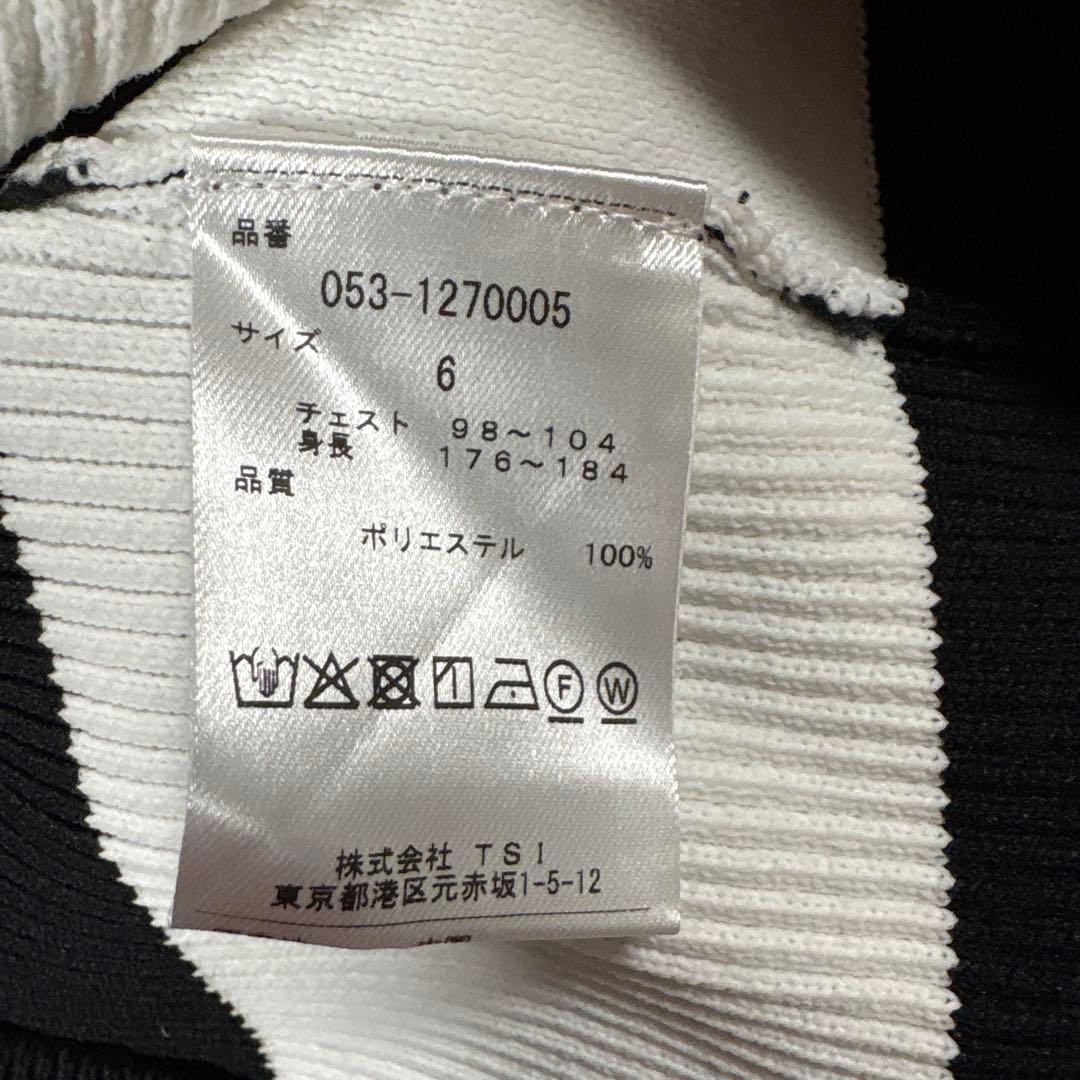 品番
053-1270005
サイズ
6
チェスト 98～104
身長 176～184
品質
ポリエステル 100%
F W
株式会社 TSI
東京都港区元赤坂1-5-12